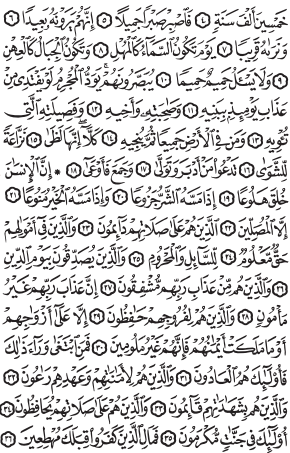 خَمۡسِينَ أَلۡفَ سَنَةٖ ٤ فَٱصۡبِرۡ صَبۡرٗا جَمِيلًا ٥ إِنَّهُمۡ يَرَوۡنَهُۥ بَعِيدٗا ٦
وَنَرَىٰهُ قَرِيبٗا ٧ يَوۡمَ تَكُونُ ٱلسَّمَآءُ كَٱلۡمُهۡلِ ٨ وَتَكُونُ ٱلۡجِبَالُ كَٱلۡعِهۡنِ
٩ وَلَا يَسۡـَٔلُ حَمِيمٌ حَمِيمٗا ١٠ يُبَصَّرُونَهُمۡۚ يَوَدُّ ٱلۡمُجۡرِمُ لَوۡ يَفۡتَدِي مِنۡ
عَذَابِ يَوۡمِئِذِۭ بِبَنِيهِ ١١ وَصَٰحِبَتِهِۦ وَأَخِيهِ ١٢ وَفَصِيلَتِهِ ٱلَّتِي
تُـٔۡوِيهِ ١٣ وَمَن فِي ٱلۡأَرۡضِ جَمِيعٗا ثُمَّ يُنجِيهِ ١٤ كَلَّآۖ إِنَّهَا لَظَىٰ ١٥ نَزَّاعَةٗ
لِّلشَّوَىٰ ١٦ تَدۡعُواْ مَنۡ أَدۡبَرَ وَتَوَلَّىٰ ١٧ وَجَمَعَ فَأَوۡعَىٰٓ ١٨ ۞ إِنَّ ٱلۡإِنسَٰنَ
خُلِقَ هَلُوعًا ١٩ إِذَا مَسَّهُ ٱلشَّرُّ جَزُوعٗا ٢٠ وَإِذَا مَسَّهُ ٱلۡخَيۡرُ مَنُوعًا ٢١
إِلَّا ٱلۡمُصَلِّينَ ٢٢ ٱلَّذِينَ هُمۡ عَلَىٰ صَلَاتِهِمۡ دَآئِمُونَ ٢٣ وَٱلَّذِينَ فِيٓ أَمۡوَٰلِهِمۡ
حَقّٞ مَّعۡلُومٞ ٢٤ لِّلسَّآئِلِ وَٱلۡمَحۡرُومِ ٢٥ وَٱلَّذِينَ يُصَدِّقُونَ بِيَوۡمِ ٱلدِّينِ
٢٦ وَٱلَّذِينَ هُم مِّنۡ عَذَابِ رَبِّهِم مُّشۡفِقُونَ ٢٧ إِنَّ عَذَابَ رَبِّهِمۡ غَيۡرُ
مَأۡمُونٖ ٢٨ وَٱلَّذِينَ هُمۡ لِفُرُوجِهِمۡ حَٰفِظُونَ ٢٩ إِلَّا عَلَىٰٓ أَزۡوَٰجِهِمۡ
أَوۡ مَا مَلَكَتۡ أَيۡمَٰنُهُمۡ فَإِنَّهُمۡ غَيۡرُ مَلُومِينَ ٣٠ فَمَنِ ٱبۡتَغَىٰ وَرَآءَ ذَٰلِكَ
فَأُوْلَٰٓئِكَ هُمُ ٱلۡعَادُونَ ٣١ وَٱلَّذِينَ هُمۡ لِأَمَٰنَٰتِهِمۡ وَعَهۡدِهِمۡ رَٰعُونَ ٣٢
وَٱلَّذِينَ هُم بِشَهَٰدَٰتِهِمۡ قَآئِمُونَ ٣٣ وَٱلَّذِينَ هُمۡ عَلَىٰ صَلَاتِهِمۡ يُحَافِظُونَ ٣٤
أُوْلَٰٓئِكَ فِي جَنَّٰتٖ مُّكۡرَمُونَ ٣٥ فَمَالِ ٱلَّذِينَ كَفَرُواْ قِبَلَكَ مُهۡطِعِينَ ٣٦